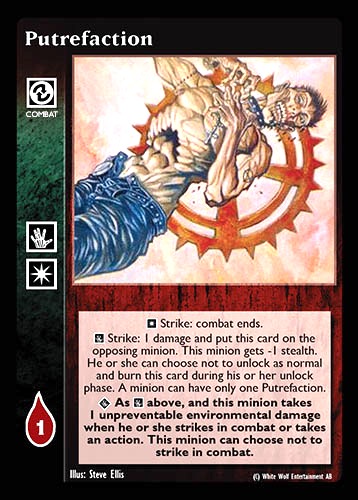 Putrefaction
COMBAT
Strike: combat ends.
Strike: 1 damage and put this card on the
opposing minion. This minion gets -1 stealth.
He or she can choose not to unlock as normal
and burn this card during his or her unlock
phase. A minion can have only one Putrefaction.
As above, and this minion takes
1 unpreventable environmental damage
when he or she strikes in combat or takes
an action. This minion can choose not to
strike in combat.
1
Illus: Steve Ellis
(C) White Wolf Entertainment AB